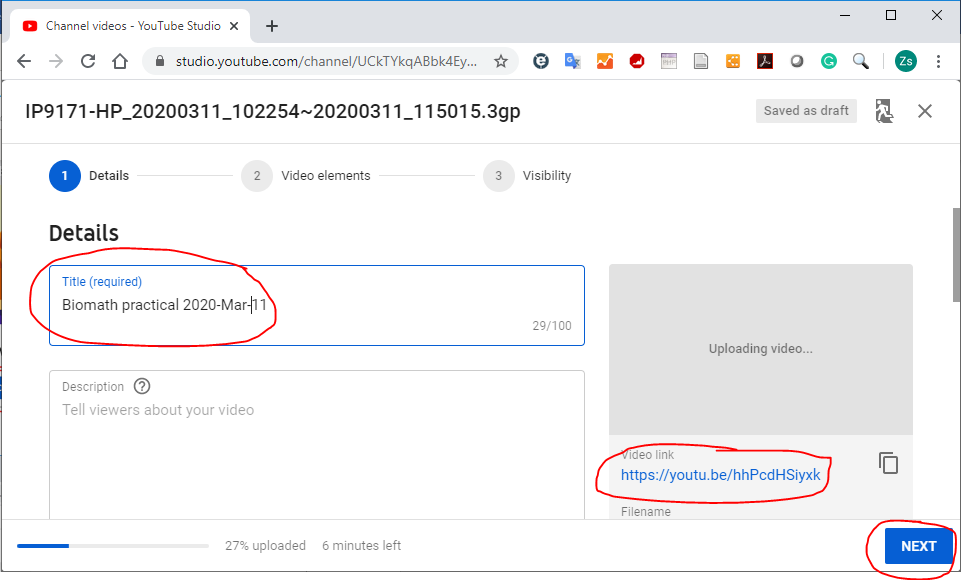 Channel videos - YouTube Studio
studio.youtube.com/channel/UCkTYkqABbk4Ey...
Zs
IP9171-HP_20200311_102254~20200311_115015.3gp
Saved as draft
1 Details 2 Video elements 3 Visibility
Details
Title (required)
Biomath practical 2020-Mar-11
29/100
Uploading video...
Description
Tell viewers about your video
Video link
https://youtu.be/hhPcdHSiyxk
Filename
27% uploaded 6 minutes left
NEXT